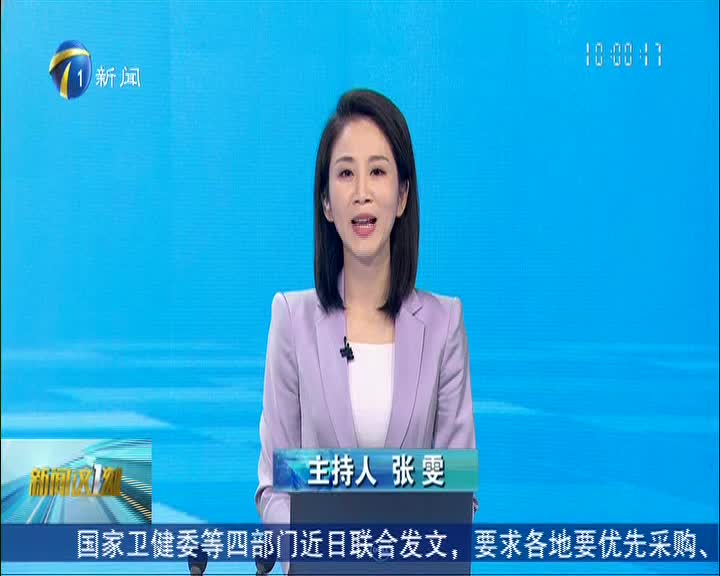 1 新闻
10:00:17
主持人 张雯
新闻这1刻
国家卫健委等四部门近日联合发文，要求各地要优先采购、